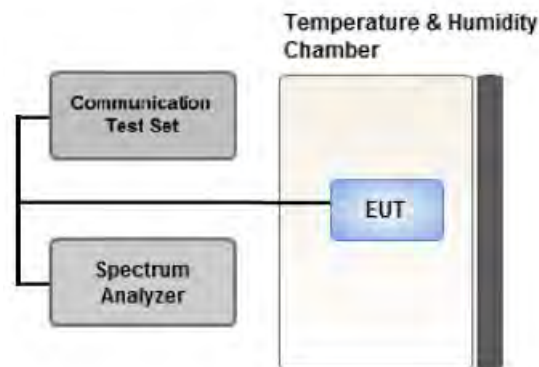 Temperature & Humidity
Chamber
Communication
Test Set
EUT
Spectrum
Analyzer